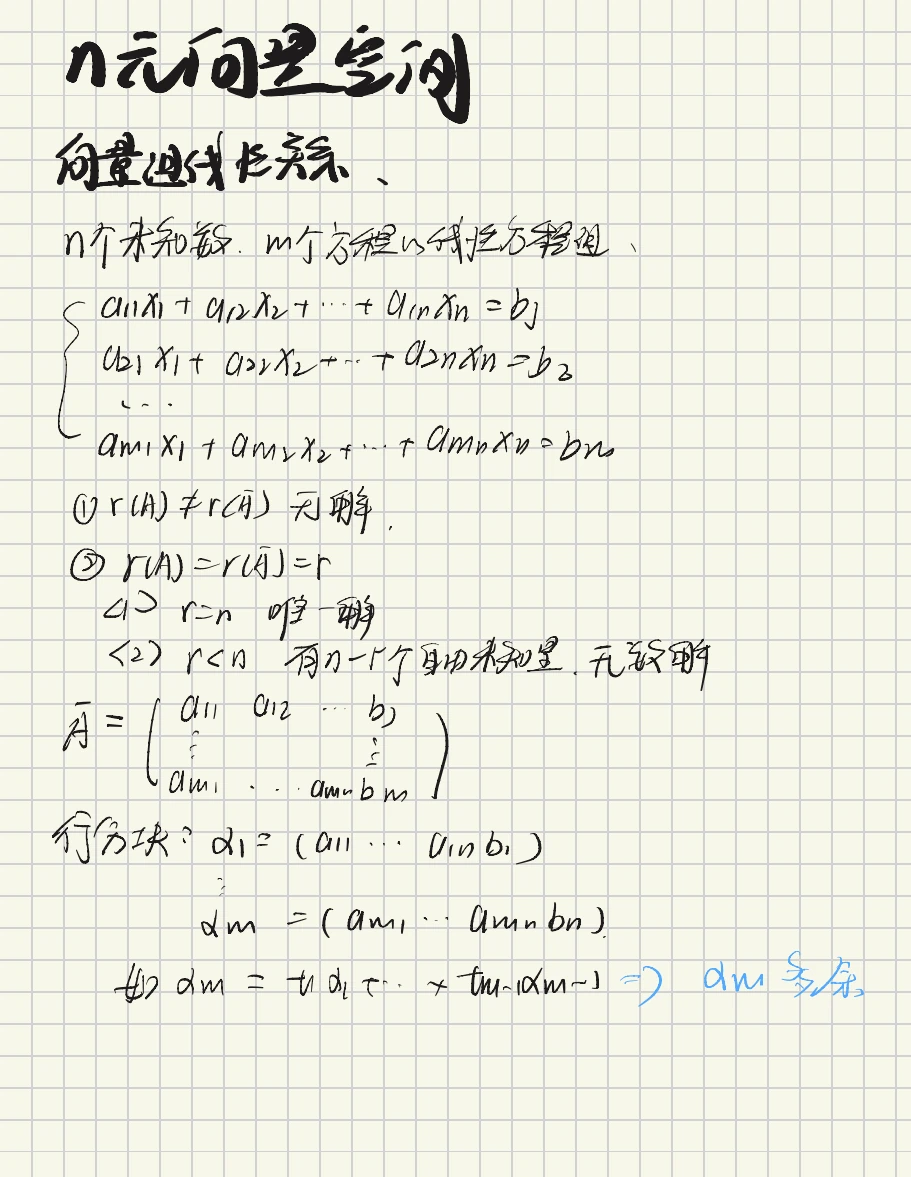 n元向量空间
向量组线性关系、
n个未知数. m个方程的线性方程组、
a11x1 + a12x2 + ··· + a1nxn = b1
a21x1 + a22x2 + ··· + a2nxn = b2
···
am1x1 + am2x2 + ··· + amnxn = bm
① r(A) ≠ r(Ā) 无解.
② r(A) = r(Ā) = r
<1> r=n 唯一解
<2> r<n 有n-r个自由未知量. 无数解
Ā = ( a11 a12 ··· b1
⋮ ⋮
am1 ··· amn bm )
行分块: α1 = (a11 ··· a1n b1)
⋮
αm = (am1 ··· amn bn).
如 αm = t1α1 + ··· + tm-1αm-1 => αm 多余.